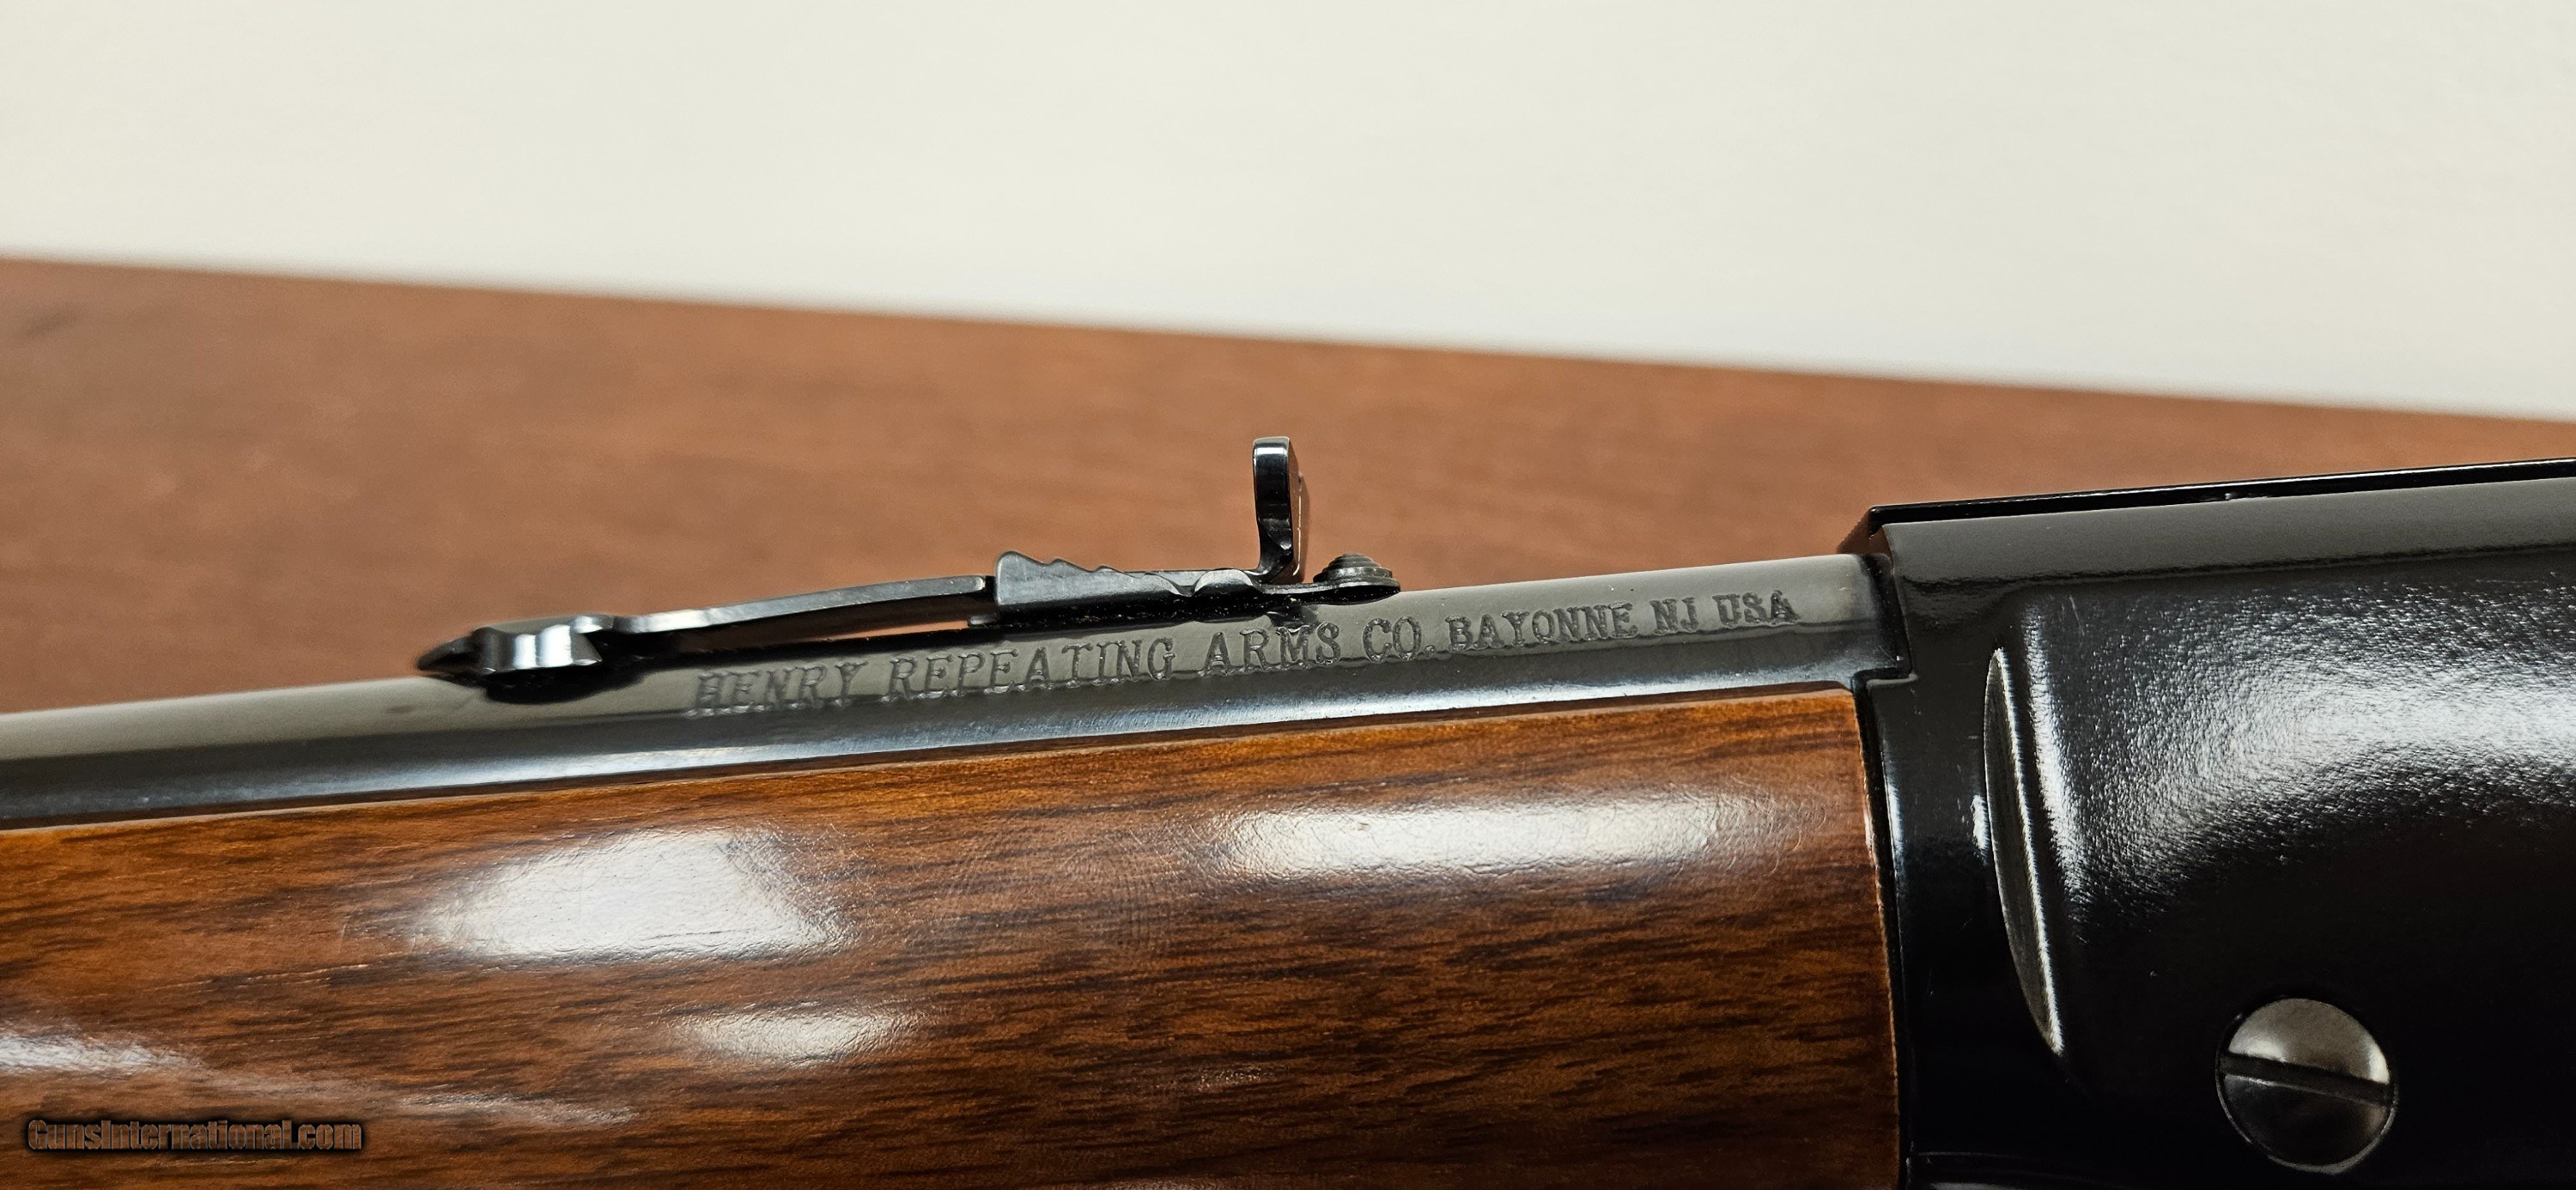 HENRY REPEATING ARMS CO. BAYONNE NJ USA
GunsInternational.com